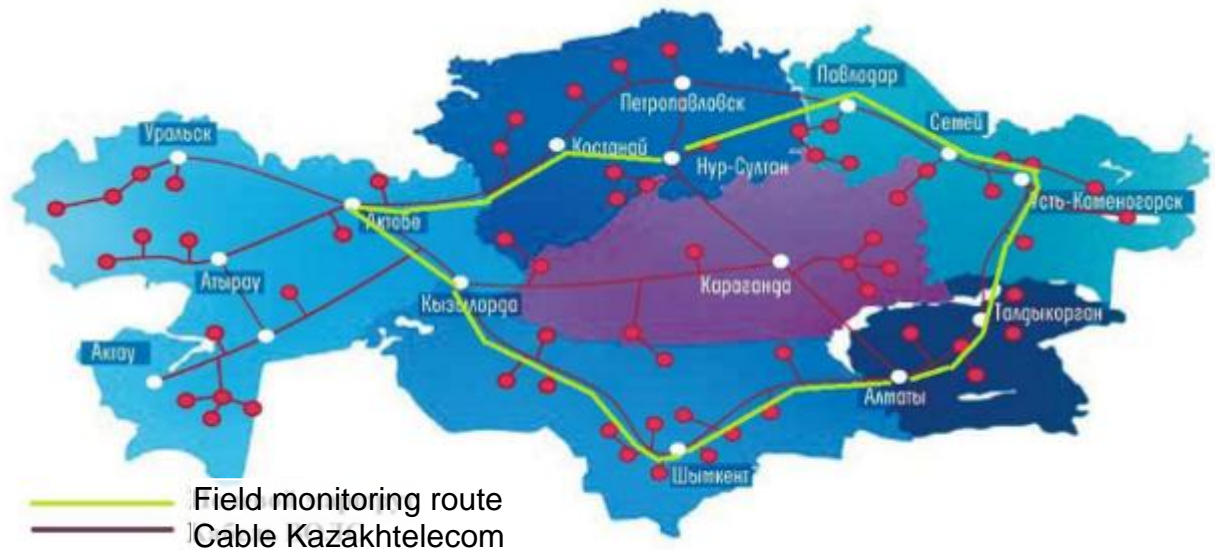 Павлодар
Петропавловск
Семей
Уральск
Костанай
Нур-Султан
Усть-Каменогорск
Актобе
Атырау
Караганда
Кызылорда
Талдыкорган
Актау
Алматы
Шымкент
Field monitoring route
Cable Kazakhtelecom